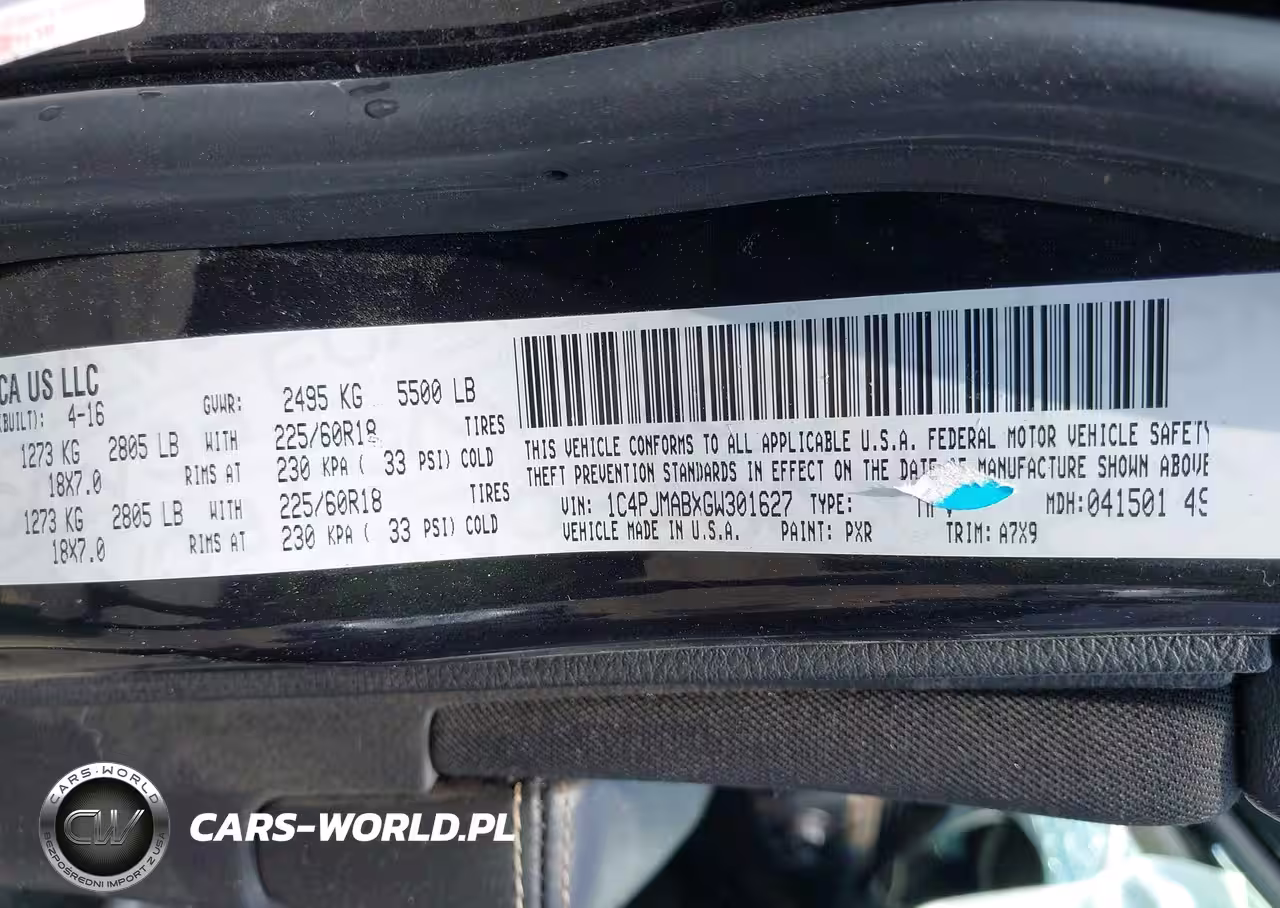 CA US LLC
BUILT): 4-16
GVWR: 2495 KG 5500 LB
1273 KG 2805 LB WITH 225/60R18 TIRES
18X7.0 RIMS AT 230 KPA ( 33 PSI) COLD
1273 KG 2805 LB WITH 225/60R18 TIRES
18X7.0 RIMS AT 230 KPA ( 33 PSI) COLD
THIS VEHICLE CONFORMS TO ALL APPLICABLE U.S.A. FEDERAL MOTOR VEHICLE SAFETY
THEFT PREVENTION STANDARDS IN EFFECT ON THE DATE OF MANUFACTURE SHOWN ABOVE
VIN: 1C4PJMABXGW301627 TYPE: MDH:041501 49
VEHICLE MADE IN U.S.A. PAINT: PXR TRIM: A7X9
CARS-WORLD
CW
BEZPOŚREDNI IMPORT Z USA
CARS-WORLD.PL